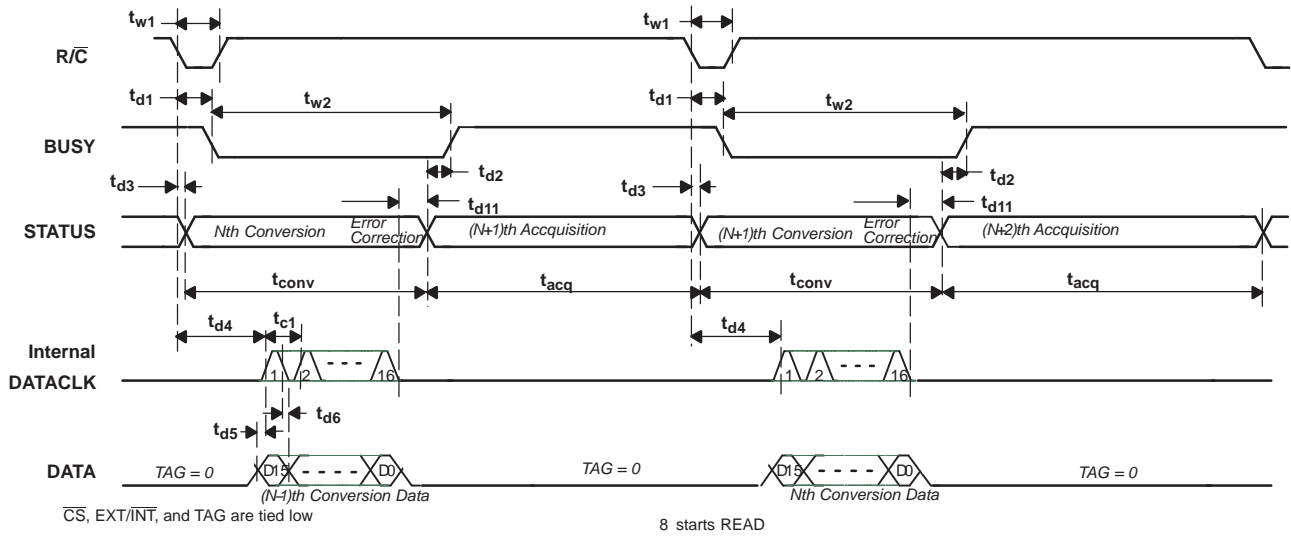 tw1 tw1
R/C
td1 tw2 td1 tw2
BUSY
td3 td2 td3 td2
td11 td11
STATUS Nth Conversion Error Correction (N+1)th Accquisition (N+1)th Conversion Error Correction (N+2)th Accquisition
tconv tacq tconv tacq
td4 tc1 td4
Internal
DATACLK 1 2 - - - 16 1 2 - - - 16
td6
td5
DATA TAG = 0 D15 - - - - - D0 TAG = 0 D15 - - - - - D0 TAG = 0
(N-1)th Conversion Data Nth Conversion Data
CS, EXT/INT, and TAG are tied low
8 starts READ